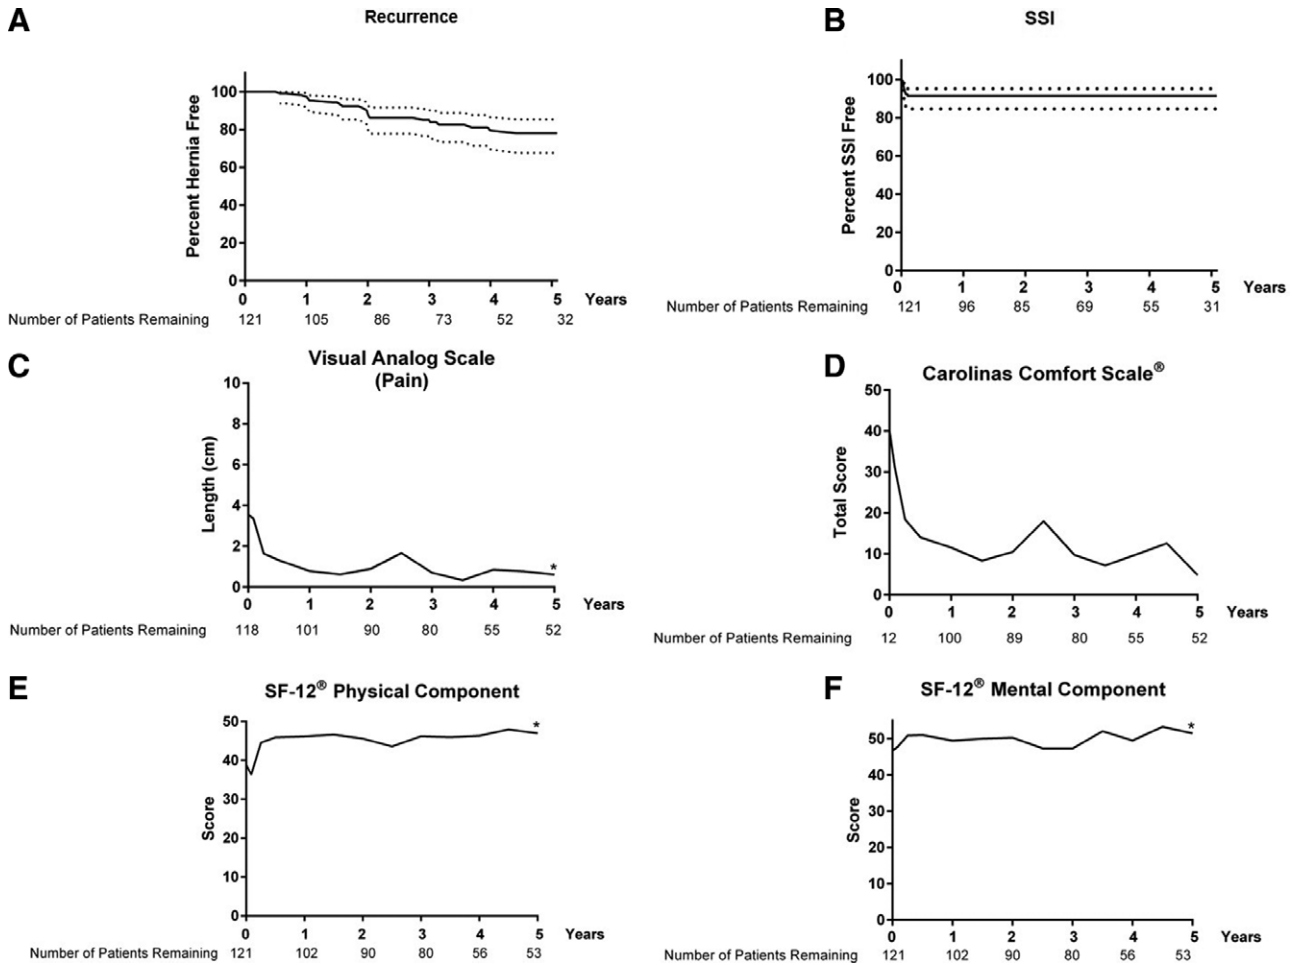 A
Recurrence
Percent Hernia Free
100
80
60
40
20
0
0 1 2 3 4 5 Years
Number of Patients Remaining 121 105 86 73 52 32
B
SSI
Percent SSI Free
100
80
60
40
20
0
0 1 2 3 4 5 Years
Number of Patients Remaining 121 96 85 69 55 31
C
Visual Analog Scale
(Pain)
Length (cm)
10
8
6
4
2
0
*
0 1 2 3 4 5 Years
Number of Patients Remaining 118 101 90 80 55 52
D
Carolinas Comfort Scale®
Total Score
50
40
30
20
10
0
0 1 2 3 4 5 Years
Number of Patients Remaining 12 100 89 80 55 52
E
SF-12® Physical Component
Score
50
40
30
20
10
0
*
0 1 2 3 4 5 Years
Number of Patients Remaining 121 102 90 80 56 53
F
SF-12® Mental Component
Score
50
40
30
20
10
0
*
0 1 2 3 4 5 Years
Number of Patients Remaining 121 102 90 80 56 53